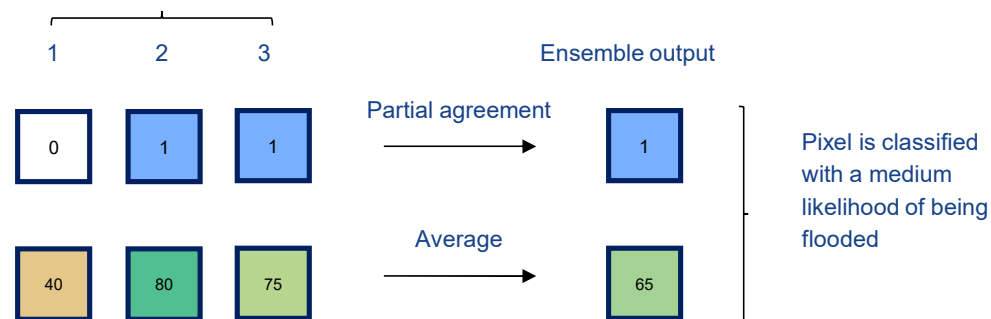 1 2 3 Ensemble output
Partial agreement
0 1 1 1
Pixel is classified
with a medium
likelihood of being
flooded
Average
40 80 75 65